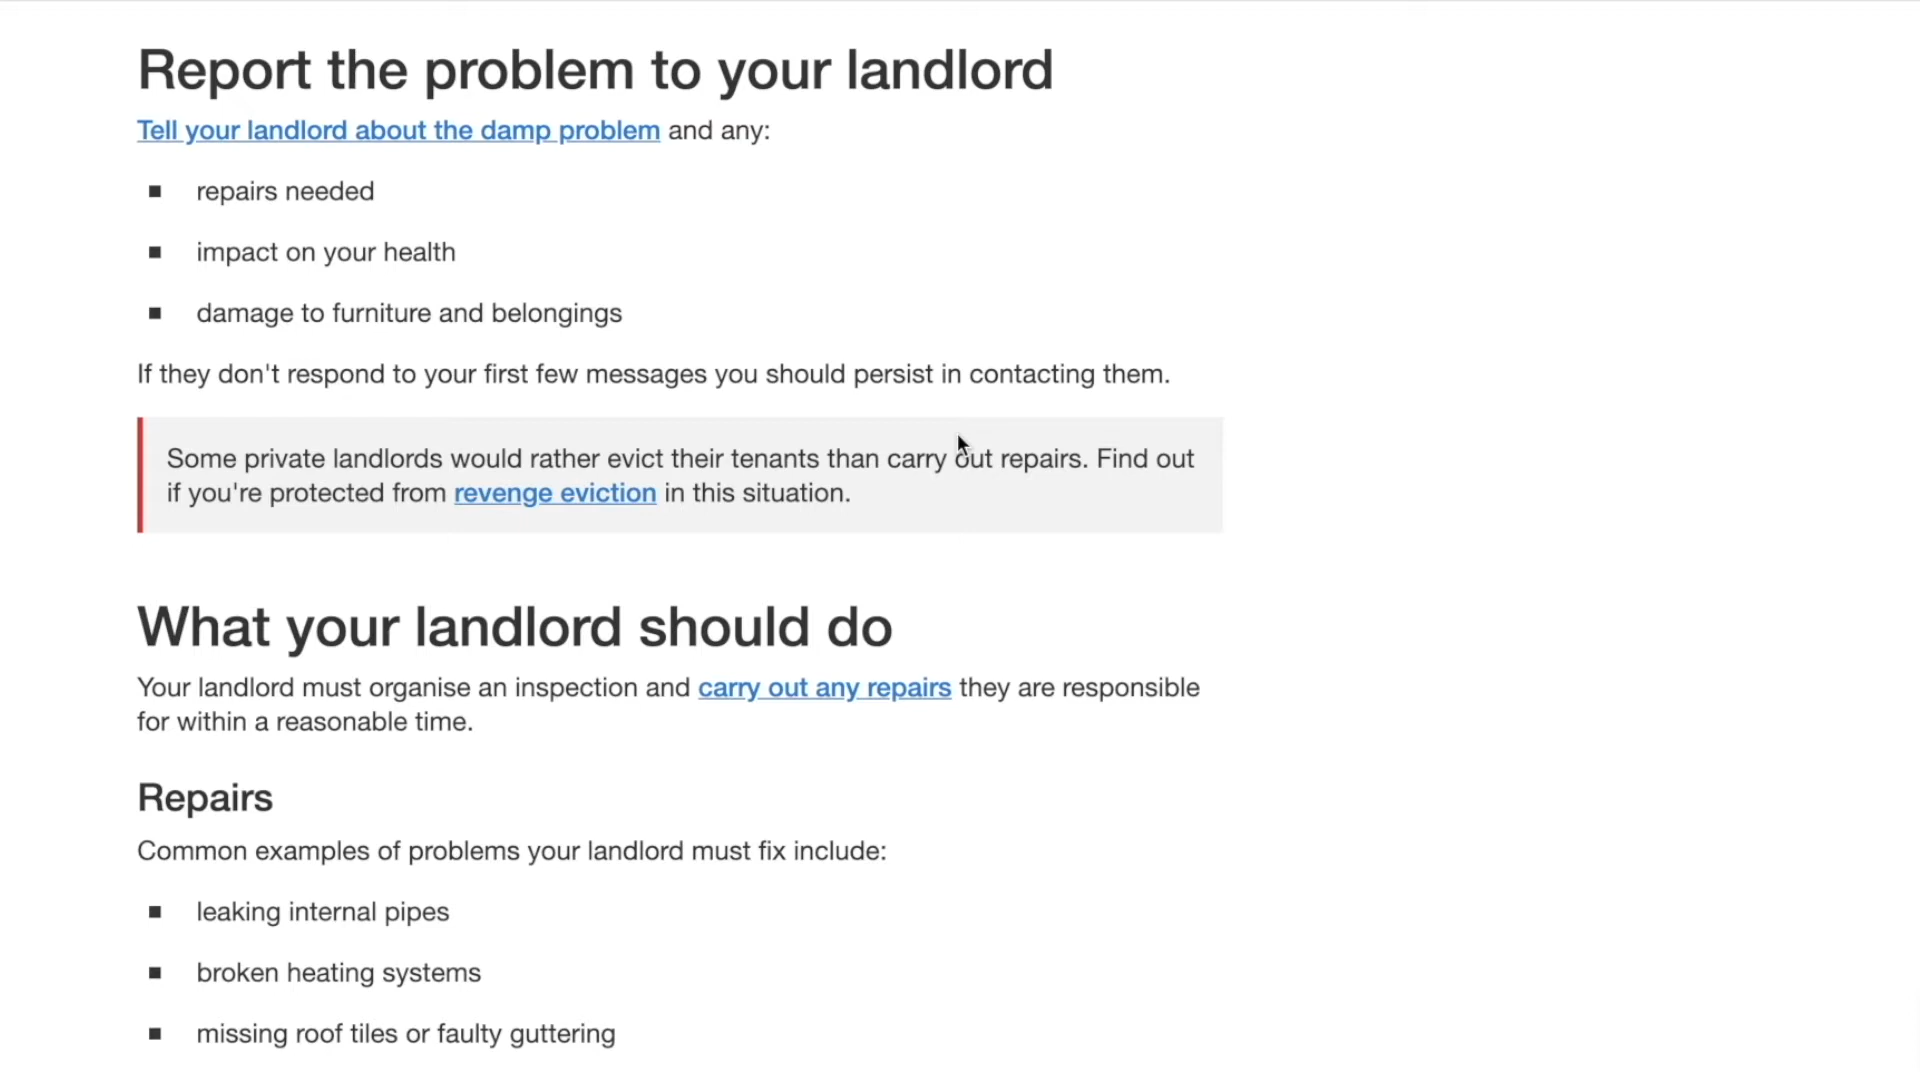 Report the problem to your landlord
Tell your landlord about the damp problem and any:
▪ repairs needed
▪ impact on your health
▪ damage to furniture and belongings
If they don't respond to your first few messages you should persist in contacting them.
Some private landlords would rather evict their tenants than carry out repairs. Find out
if you're protected from revenge eviction in this situation.
What your landlord should do
Your landlord must organise an inspection and carry out any repairs they are responsible
for within a reasonable time.
Repairs
Common examples of problems your landlord must fix include:
▪ leaking internal pipes
▪ broken heating systems
▪ missing roof tiles or faulty guttering